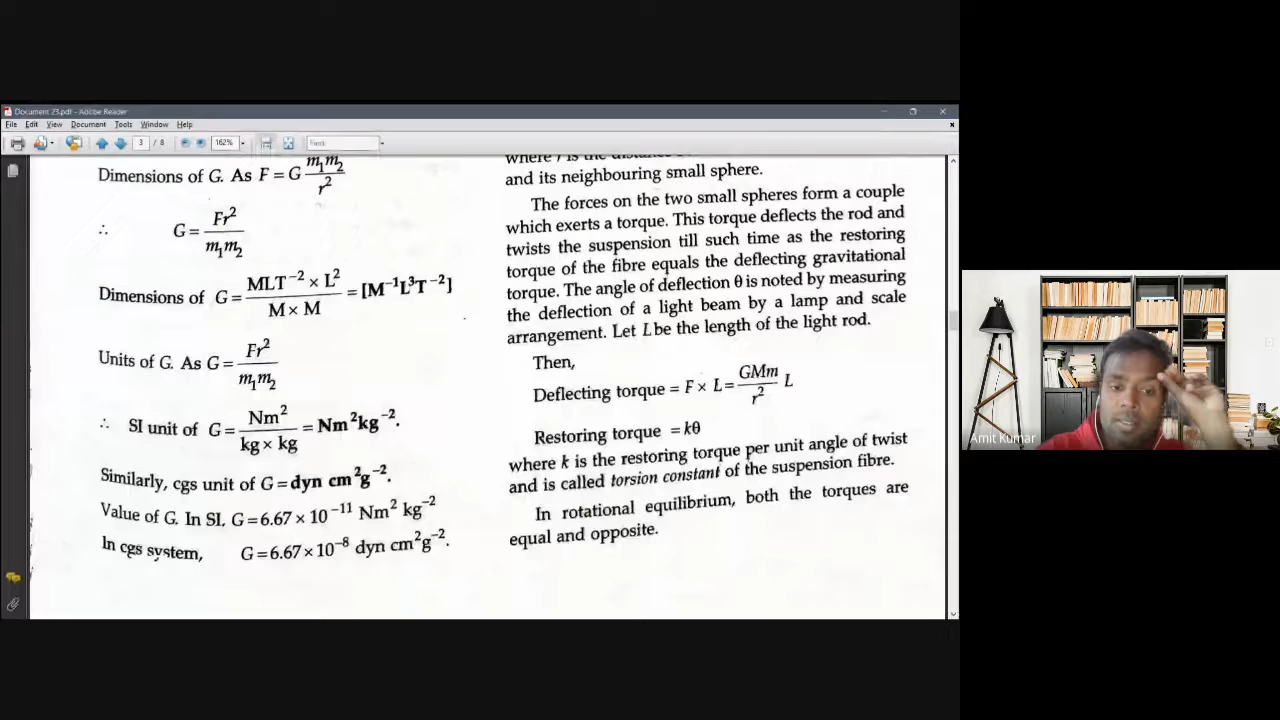 Document 23.pdf - Adobe Reader
File Edit View Document Tools Window Help
3 / 8 162% Find
Dimensions of G. As F = G m₁m₂ / r²
∴ G = Fr² / m₁m₂
Dimensions of G = MLT⁻² × L² / M × M = [M⁻¹L³T⁻²]
Units of G. As G = Fr² / m₁m₂
∴ SI unit of G = Nm² / kg × kg = Nm²kg⁻².
Similarly, cgs unit of G = dyn cm²g⁻².
Value of G. In SI, G = 6.67 × 10⁻¹¹ Nm² kg⁻²
In cgs system, G = 6.67 × 10⁻⁸ dyn cm²g⁻².
where r is the
and its neighbouring small sphere.
The forces on the two small spheres form a couple
which exerts a torque. This torque deflects the rod and
twists the suspension till such time as the restoring
torque of the fibre equals the deflecting gravitational
torque. The angle of deflection θ is noted by measuring
the deflection of a light beam by a lamp and scale
arrangement. Let L be the length of the light rod.
Then,
Deflecting torque = F × L = GMm / r² L
Restoring torque = kθ
where k is the restoring torque per unit angle of twist
and is called torsion constant of the suspension fibre.
In rotational equilibrium, both the torques are
equal and opposite.
Amit Kumar